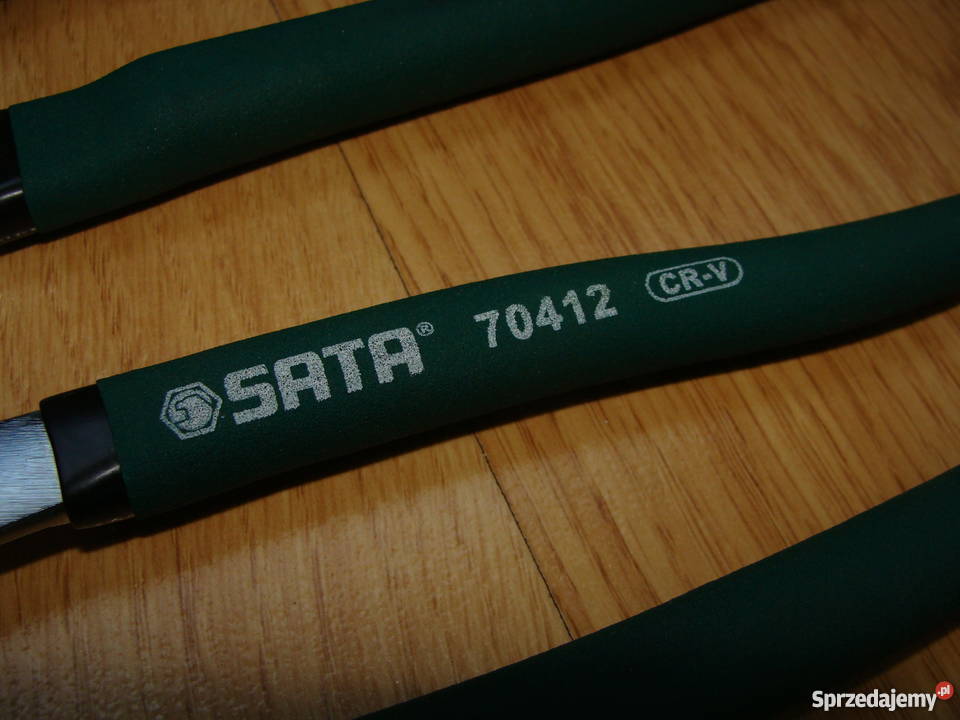 S SATA® 70412 CR-V
Sprzedajemy.pl